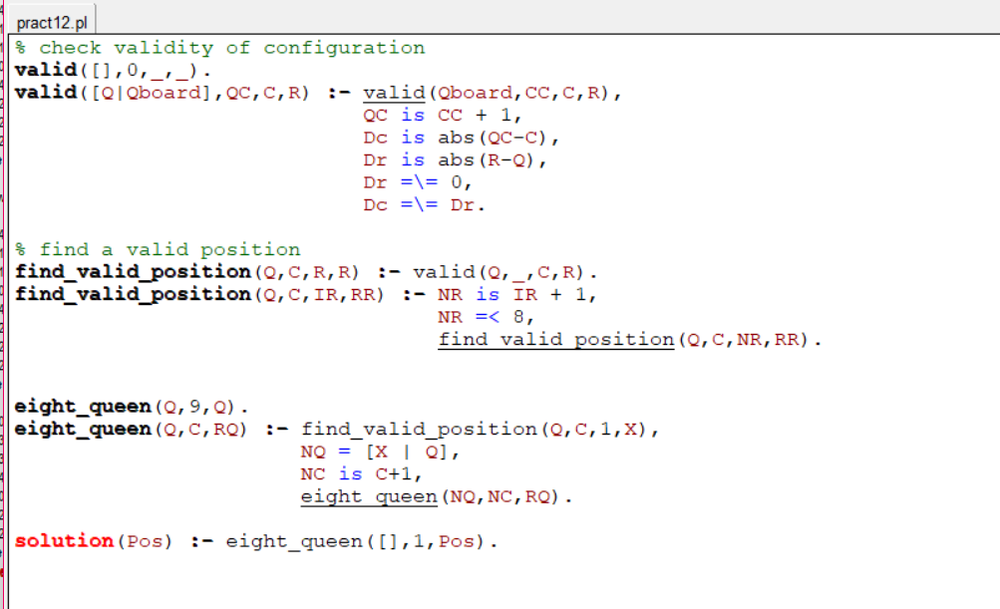 pract12.pl
% check validity of configuration
valid([],0,_,_).
valid([Q|Qboard],QC,C,R) :- valid(Qboard,CC,C,R),
QC is CC + 1,
Dc is abs(QC-C),
Dr is abs(R-Q),
Dr =\= 0,
Dc =\= Dr.
% find a valid position
find_valid_position(Q,C,R,R) :- valid(Q,_,C,R).
find_valid_position(Q,C,IR,RR) :- NR is IR + 1,
NR =< 8,
find_valid_position(Q,C,NR,RR).
eight_queen(Q,9,Q).
eight_queen(Q,C,RQ) :- find_valid_position(Q,C,1,X),
NQ = [X | Q],
NC is C+1,
eight_queen(NQ,NC,RQ).
solution(Pos) :- eight_queen([],1,Pos).